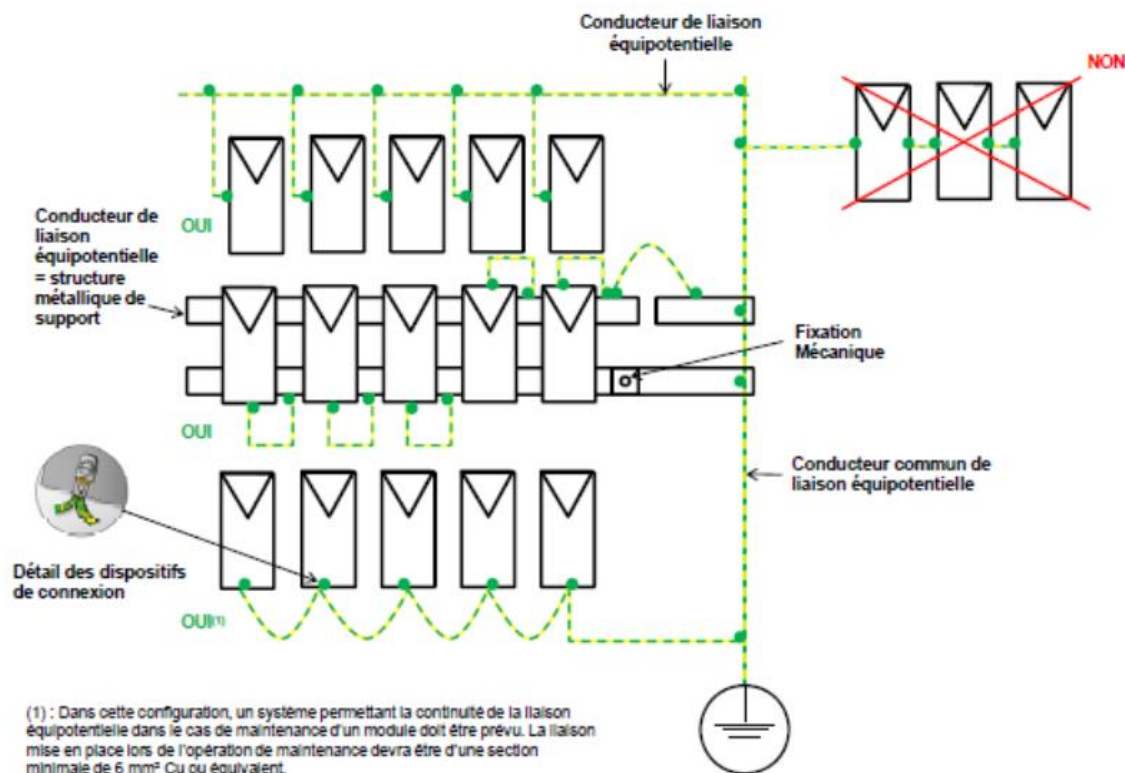 Conducteur de liaison
équipotentielle
NON
OUI
Conducteur de
liaison
équipotentielle
= structure
métallique de
support
Fixation
Mécanique
OUI
Conducteur commun de
liaison équipotentielle
Détail des dispositifs
de connexion
OUI(1)
(1) : Dans cette configuration, un système permettant la continuité de la liaison
équipotentielle dans le cas de maintenance d'un module doit être prévu. La liaison
mise en place lors de l'opération de maintenance devra être d'une section
minimale de 6 mm² Cu ou équivalent.